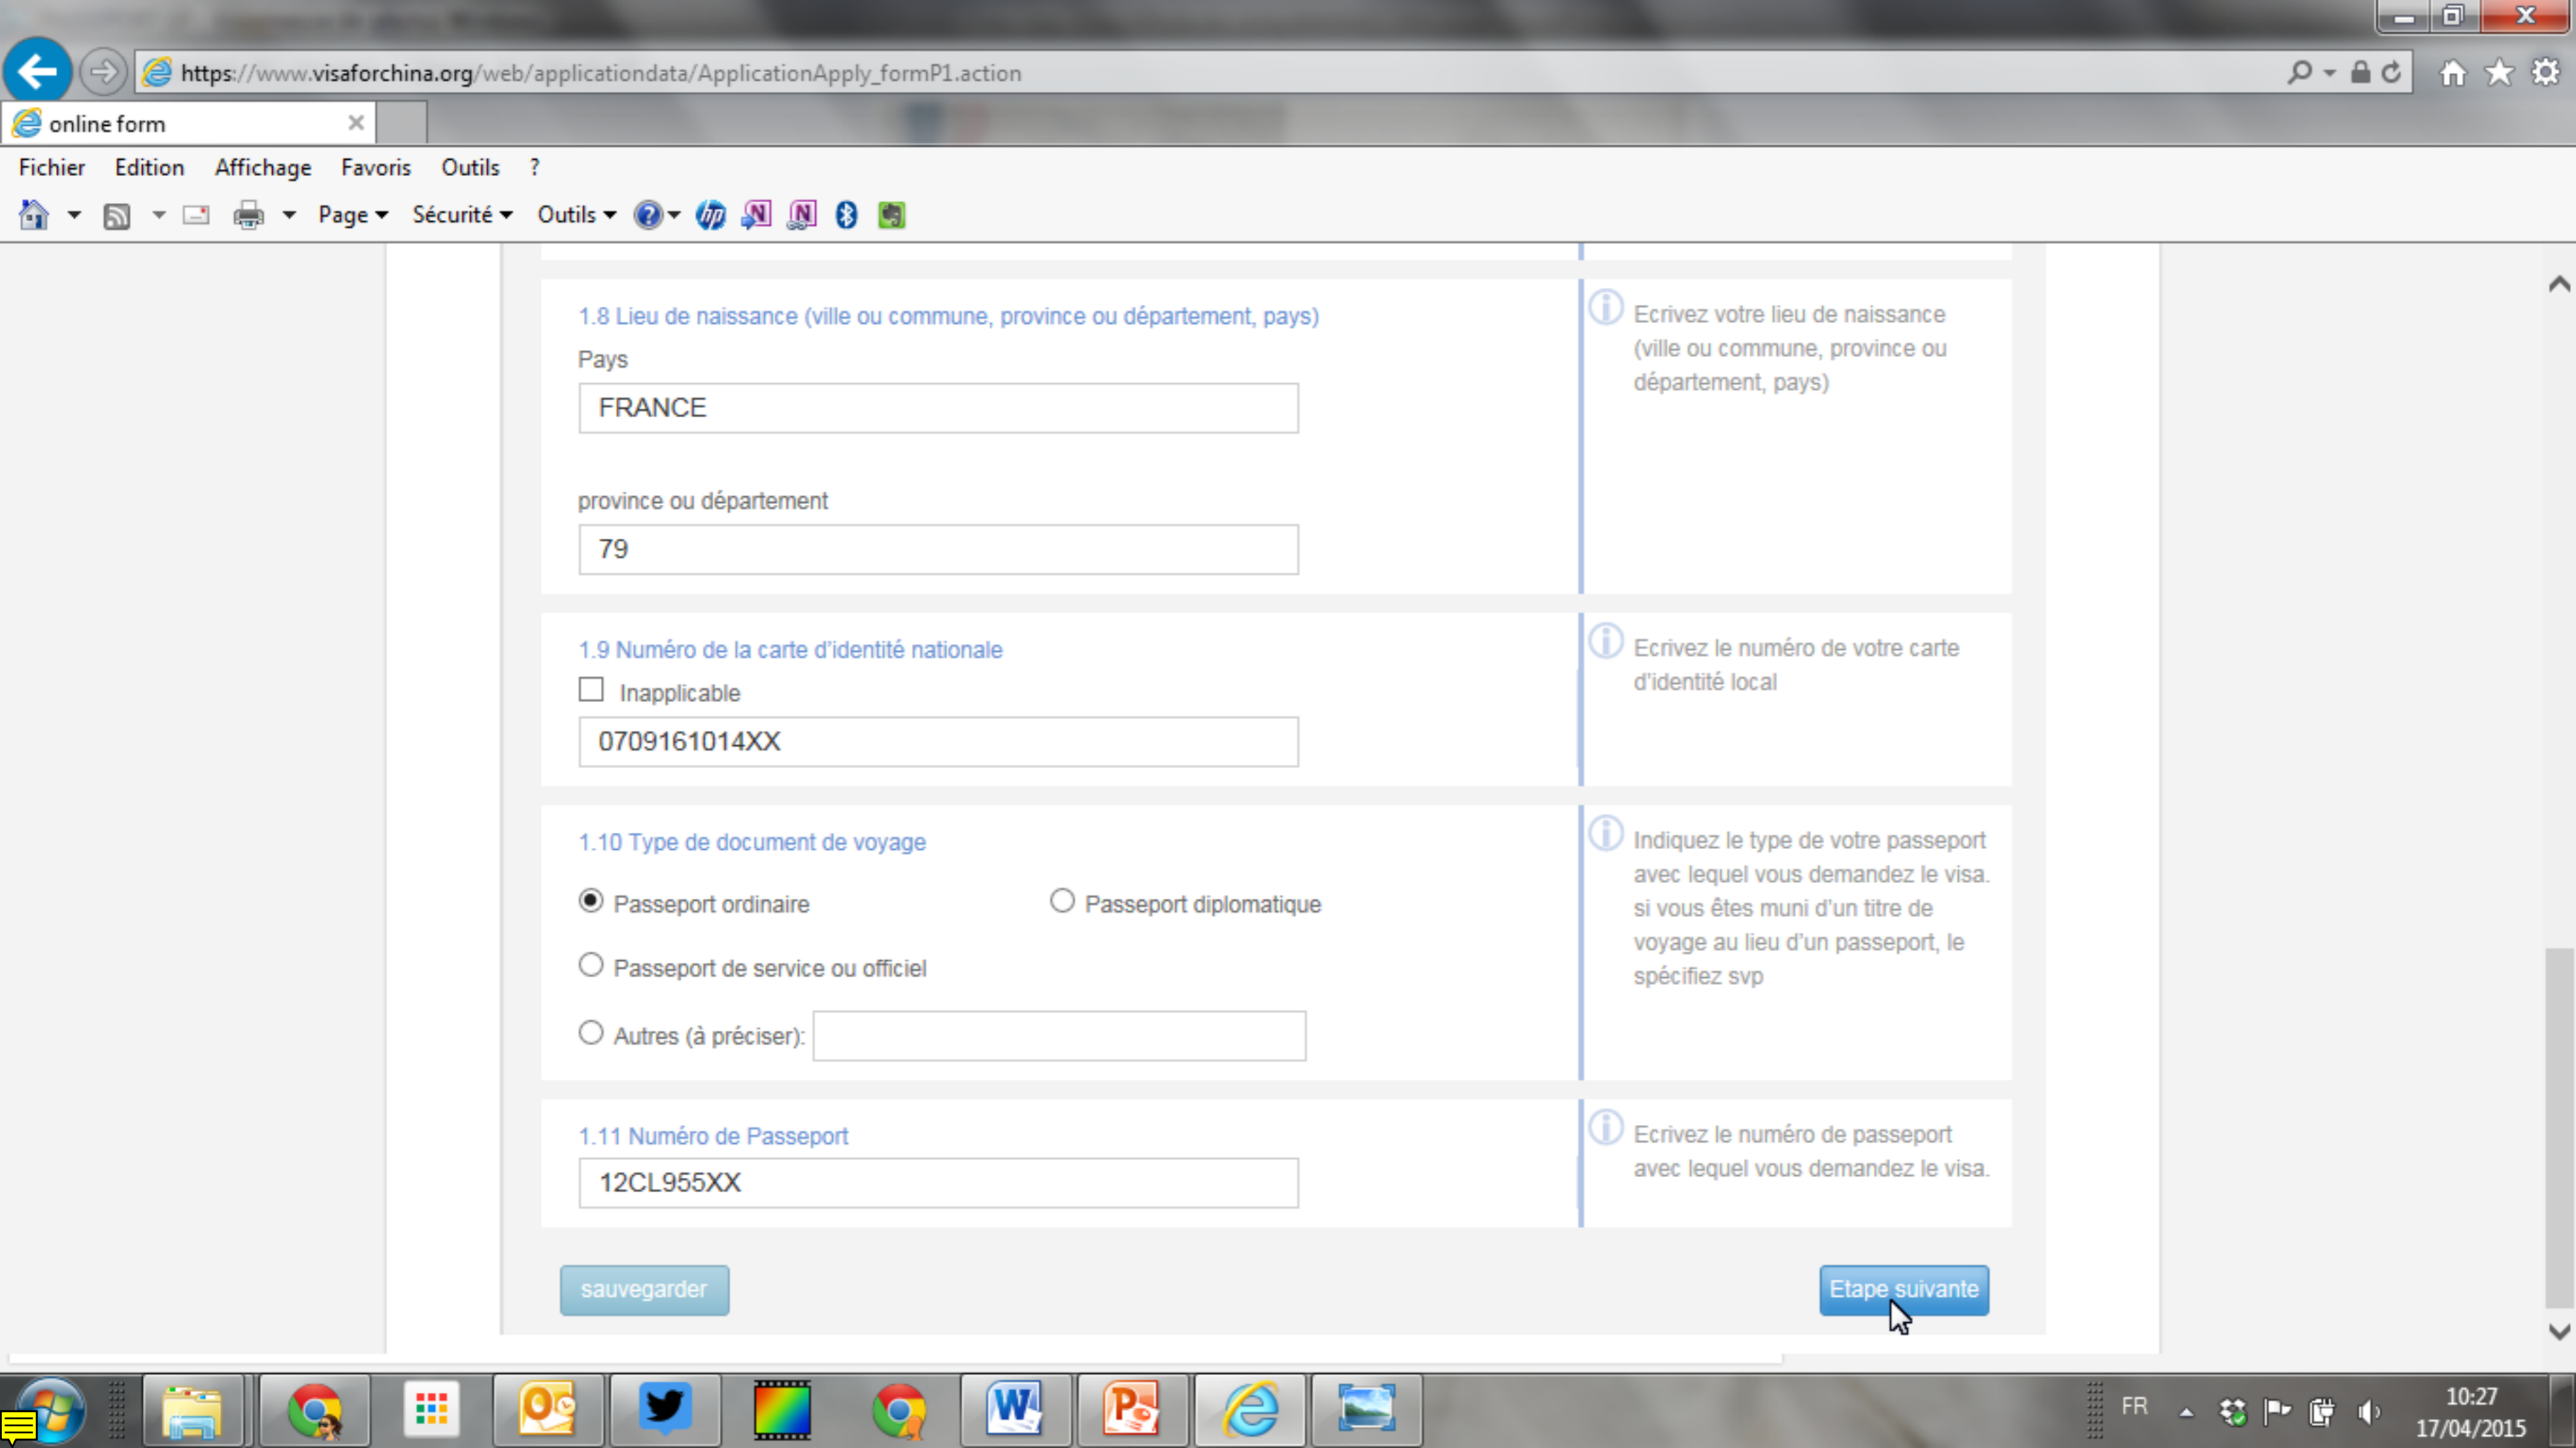 https://www.visaforchina.org/web/applicationdata/ApplicationApply_formP1.action
online form
Fichier Edition Affichage Favoris Outils ?
Page Sécurité Outils
1.8 Lieu de naissance (ville ou commune, province ou département, pays)
Pays
FRANCE
province ou département
79
Ecrivez votre lieu de naissance
(ville ou commune, province ou
département, pays)
1.9 Numéro de la carte d'identité nationale
Inapplicable
0709161014XX
Ecrivez le numéro de votre carte
d'identité local
1.10 Type de document de voyage
Passeport ordinaire Passeport diplomatique
Passeport de service ou officiel
Autres (à préciser):
Indiquez le type de votre passeport
avec lequel vous demandez le visa.
si vous êtes muni d'un titre de
voyage au lieu d'un passeport, le
spécifiez svp
1.11 Numéro de Passeport
12CL955XX
Ecrivez le numéro de passeport
avec lequel vous demandez le visa.
sauvegarder
Etape suivante
FR
10:27
17/04/2015